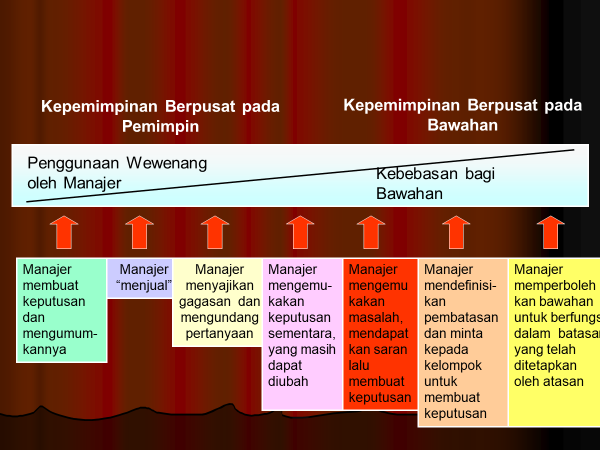 Kepemimpinan Berpusat pada
Pemimpin
Kepemimpinan Berpusat pada
Bawahan
Penggunaan Wewenang
oleh Manajer
Kebebasan bagi
Bawahan
Manajer
membuat
keputusan
dan
mengumum-
kannya
Manajer
“menjual”
Manajer
menyajikan
gagasan dan
mengundang
pertanyaan
Manajer
mengemu-
kakan
keputusan
sementara,
yang masih
dapat
diubah
Manajer
mengemu
kakan
masalah,
mendapat
kan saran
lalu
membuat
keputusan
Manajer
mendefinisi-
kan
pembatasan
dan minta
kepada
kelompok
untuk
membuat
keputusan
Manajer
memperboleh
kan bawahan
untuk berfungs
dalam batasa
yang telah
ditetapkan
oleh atasan